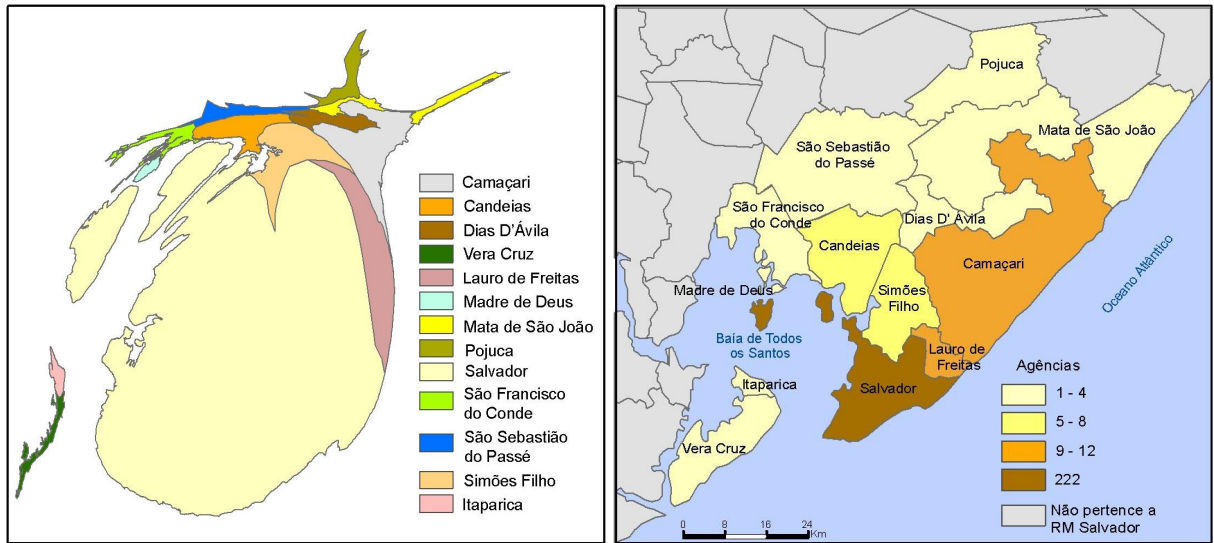 Camaçari
Candeias
Dias D'Ávila
Vera Cruz
Lauro de Freitas
Madre de Deus
Mata de São João
Pojuca
Salvador
São Francisco
do Conde
São Sebastião
do Passé
Simões Filho
Itaparica
Pojuca
Mata de São João
São Sebastião
do Passé
São Francisco
do Conde
Dias D' Ávila
Candeias
Camaçari
Simões
Filho
Madre de Deus
Oceano Atlântico
Baía de Todos
os Santos
Lauro de
Freitas
Salvador
Itaparica
Vera Cruz
Agências
1 - 4
5 - 8
9 - 12
222
Não pertence a
RM Salvador
0 8 16 24
Km